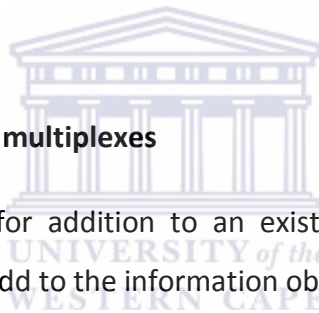 multiplexes
for addition to an exist
UNIVERSITY of the
dd to the information ob
WESTERN CAPE